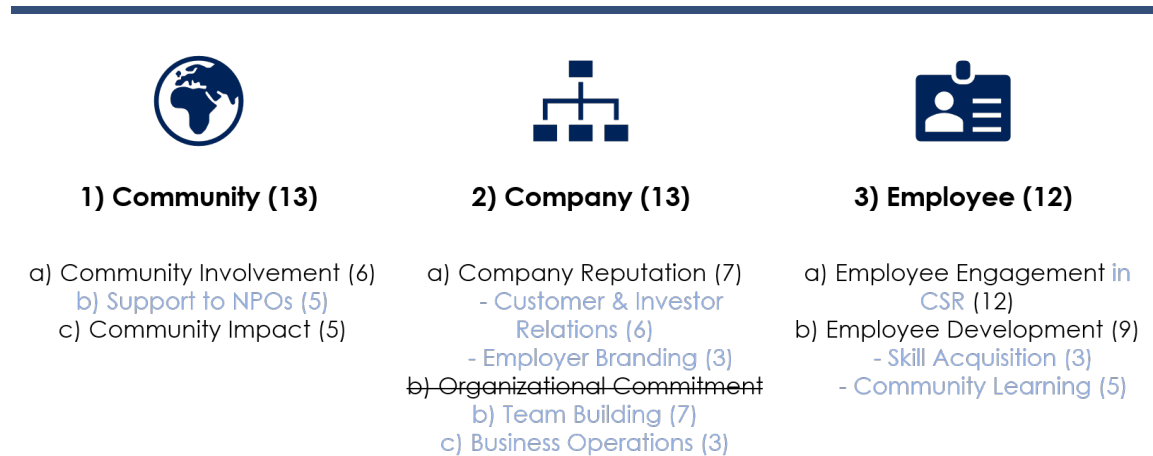 1) Community (13)
a) Community Involvement (6)
b) Support to NPOs (5)
c) Community Impact (5)
2) Company (13)
a) Company Reputation (7)
- Customer & Investor
Relations (6)
- Employer Branding (3)
b) Organizational Commitment
b) Team Building (7)
c) Business Operations (3)
3) Employee (12)
a) Employee Engagement in
CSR (12)
b) Employee Development (9)
- Skill Acquisition (3)
- Community Learning (5)